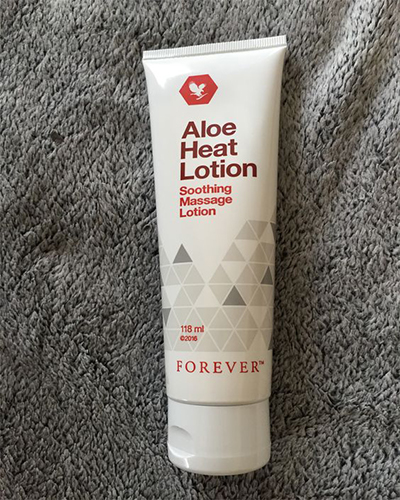 Aloe
Heat
Lotion
Soothing
Massage
Lotion
118 ml
©2016
FOREVER™